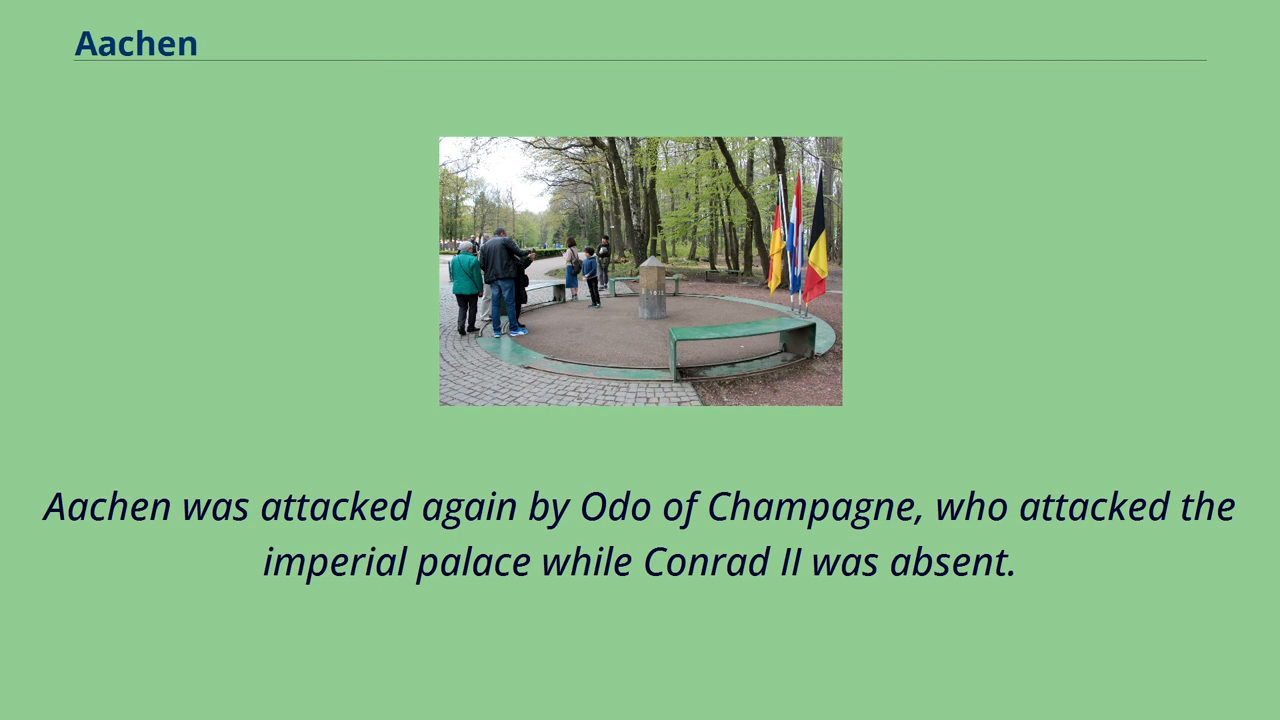 Aachen
Aachen was attacked again by Odo of Champagne, who attacked the
imperial palace while Conrad II was absent.